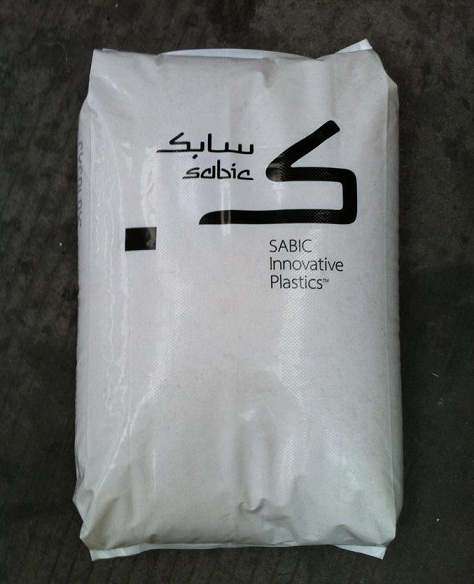 سابك
sabic
ك
SABIC
Innovative
Plastics™